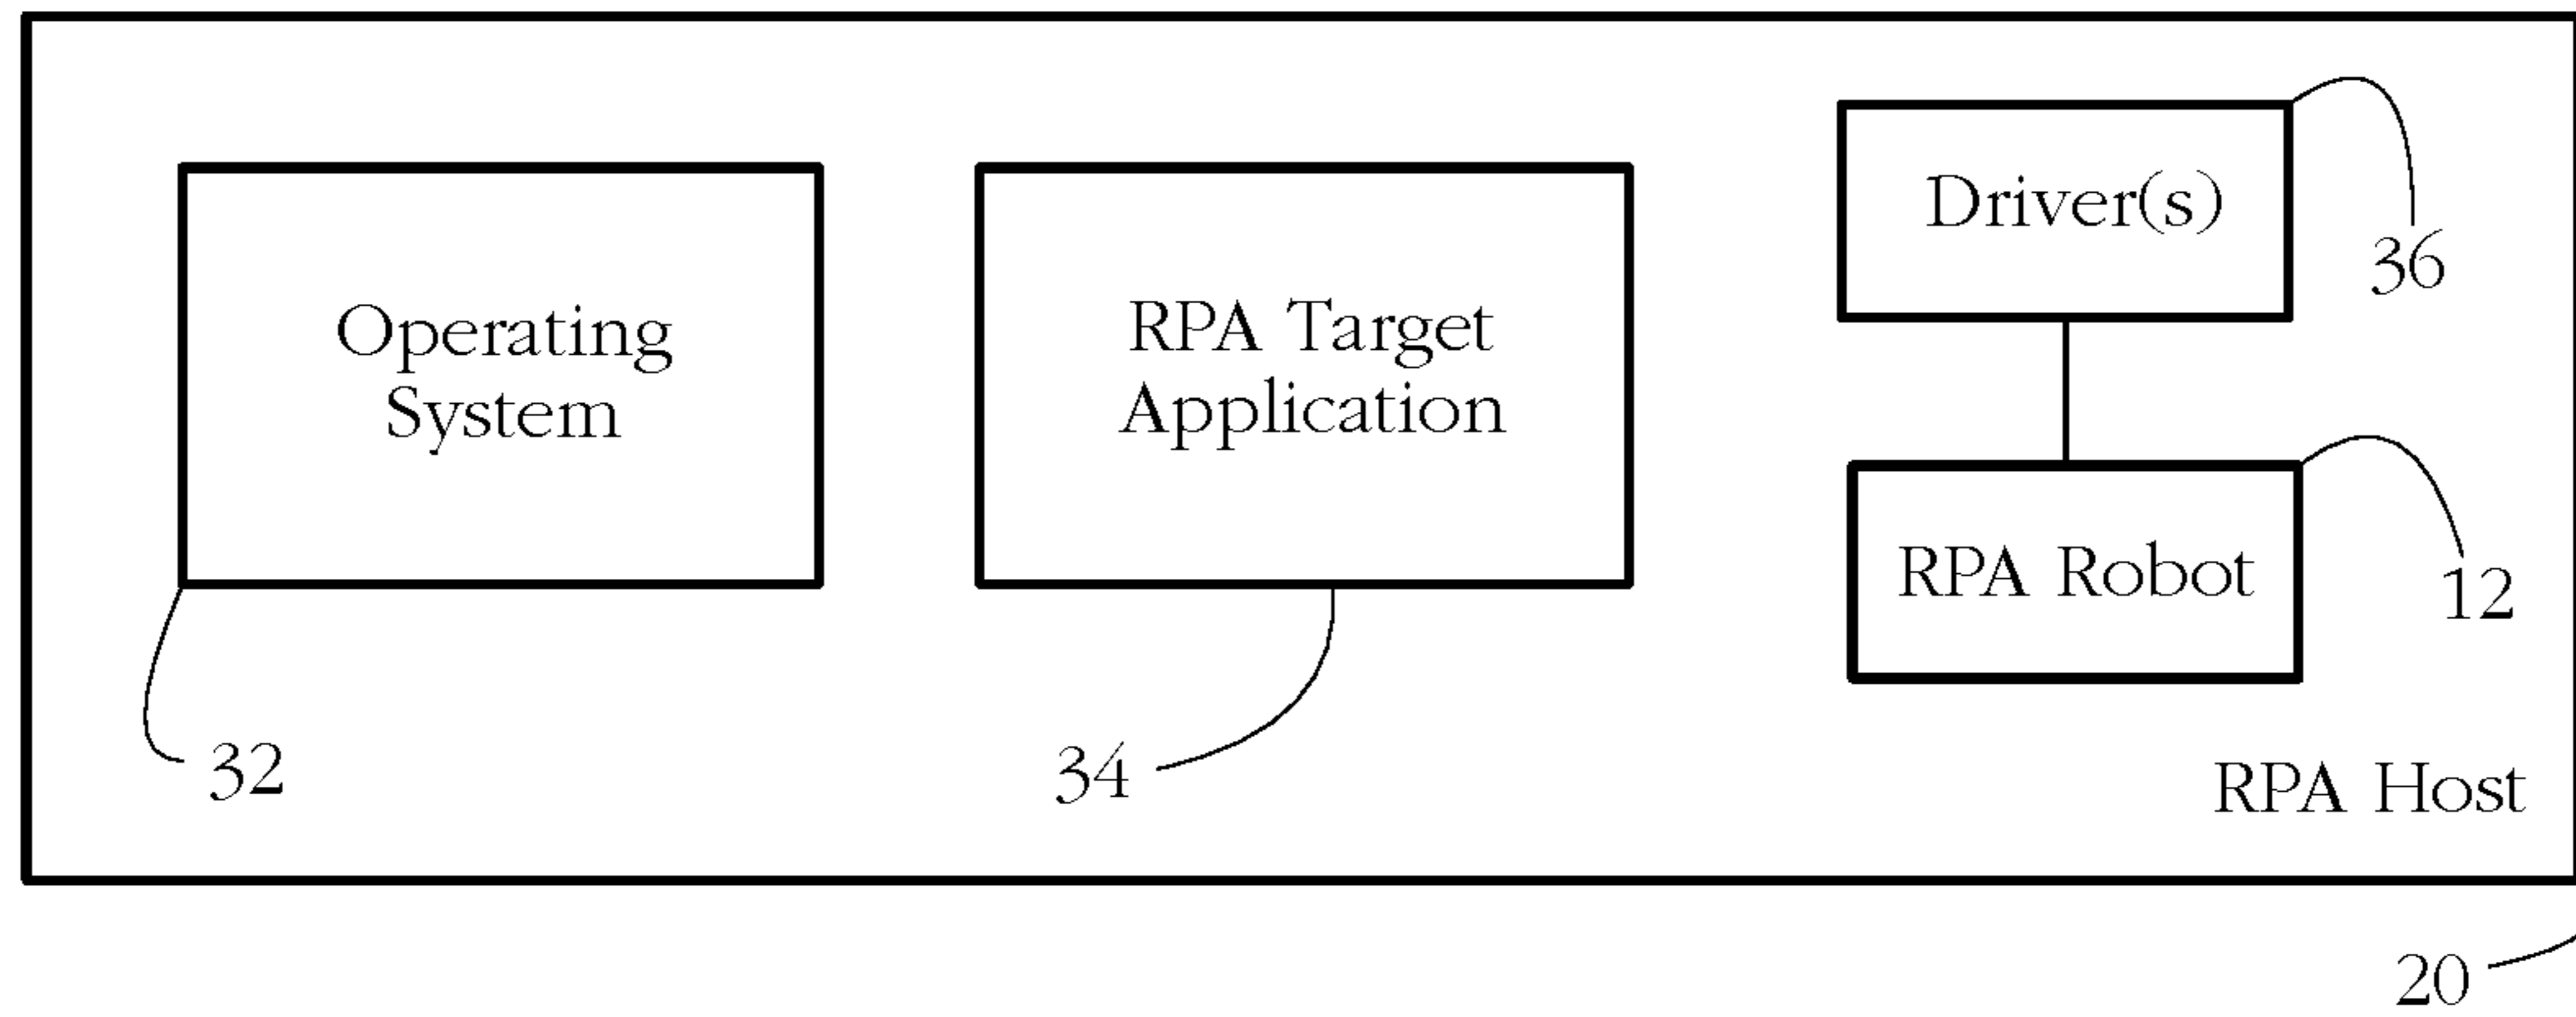 Operating
System
32
RPA Target
Application
34
Driver(s)
36
RPA Robot
12
RPA Host
20